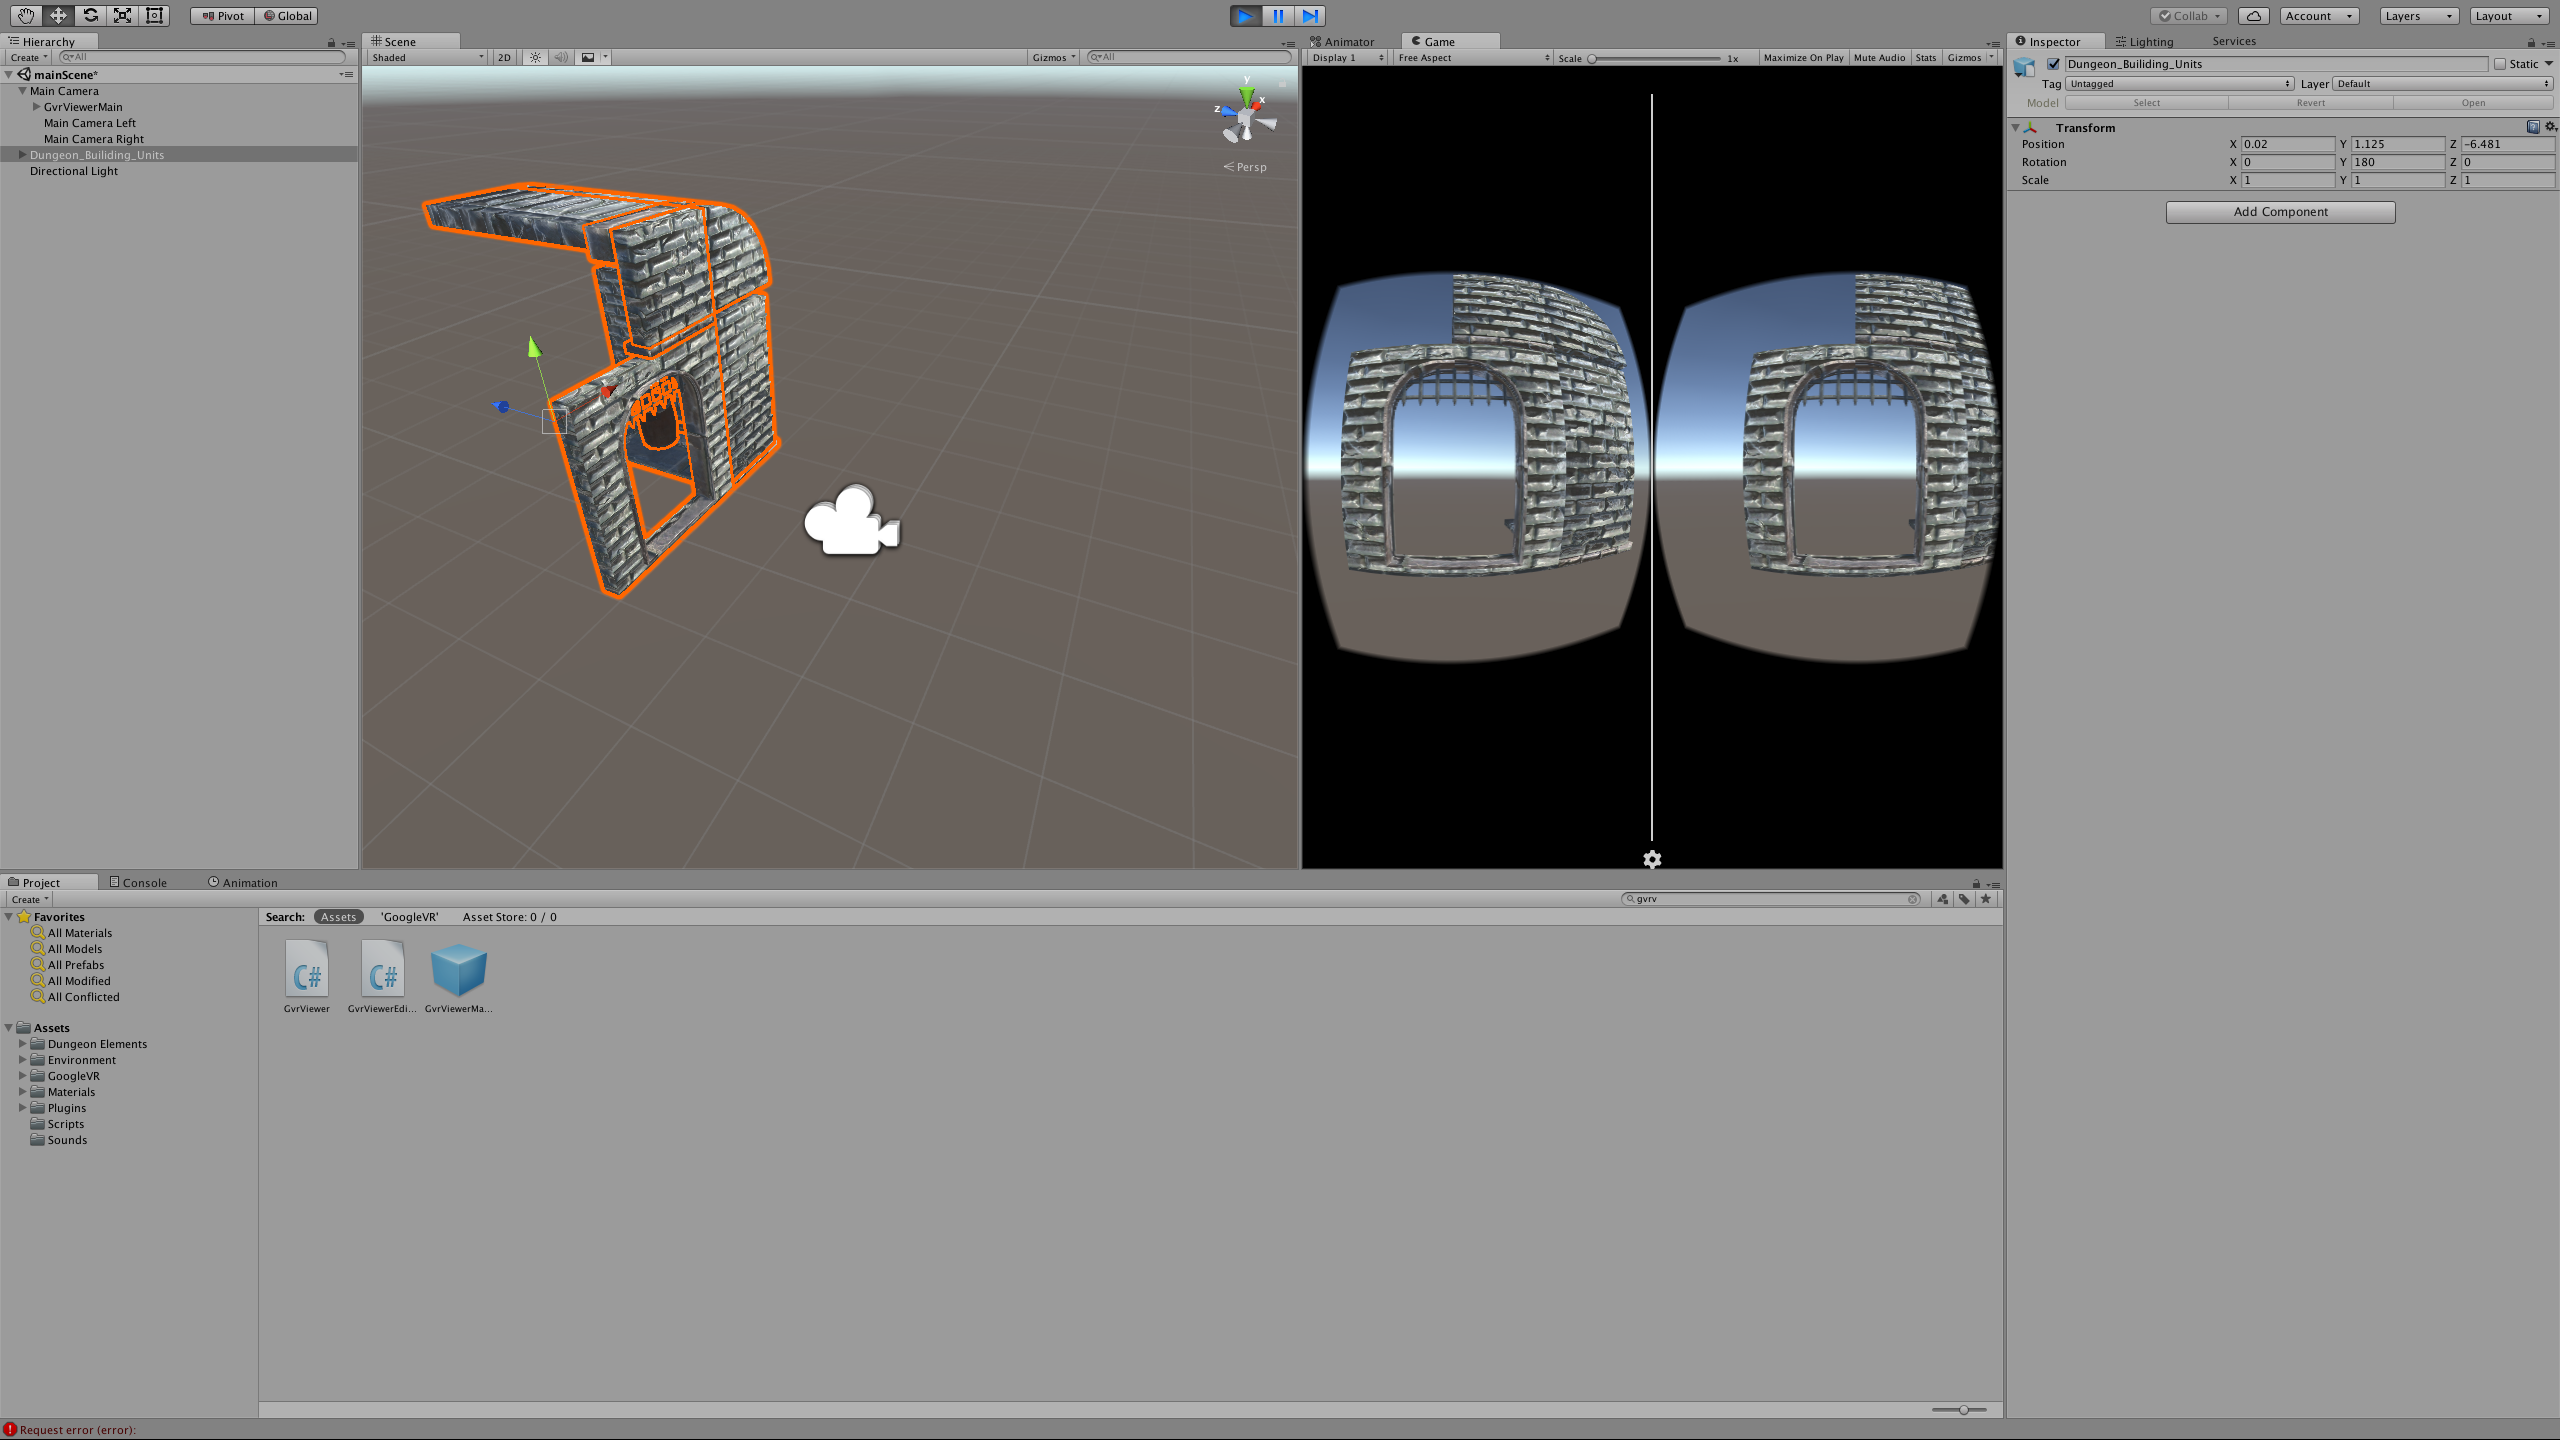 Pivot Global Collab Account Layers Layout
Hierarchy
Create All
mainScene*
Main Camera
GvrViewerMain
Main Camera Left
Main Camera Right
Dungeon_Builiding_Units
Directional Light
Scene
Shaded 2D Gizmos All
y
x
z
Persp
Animator Game
Display 1 Free Aspect Scale 1x Maximize On Play Mute Audio Stats Gizmos
Inspector Lighting Services
Dungeon_Builiding_Units Static
Tag Untagged Layer Default
Model Select Revert Open
Transform
Position X 0.02 Y 1.125 Z -6.481
Rotation X 0 Y 180 Z 0
Scale X 1 Y 1 Z 1
Add Component
Project Console Animation
Create gvrv
Favorites
All Materials
All Models
All Prefabs
All Modified
All Conflicted
Assets
Dungeon Elements
Environment
GoogleVR
Materials
Plugins
Scripts
Sounds
Search: Assets 'GoogleVR' Asset Store: 0 / 0
C# C#
GvrViewer GvrViewerEdi... GvrViewerMa...
Request error (error):